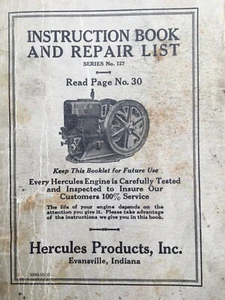 INSTRUCTION BOOK
AND REPAIR LIST
SERIES No. 127
Read Page No. 30
Keep This Booklet for Future Use
Every Hercules Engine is Carefully Tested
and Inspected to Insure Our
Customers 100% Service
The life of your engine depends on the
attention you give it. Please take advantage
of the instructions we give you in this book.
Hercules Products, Inc.
Evansville, Indiana